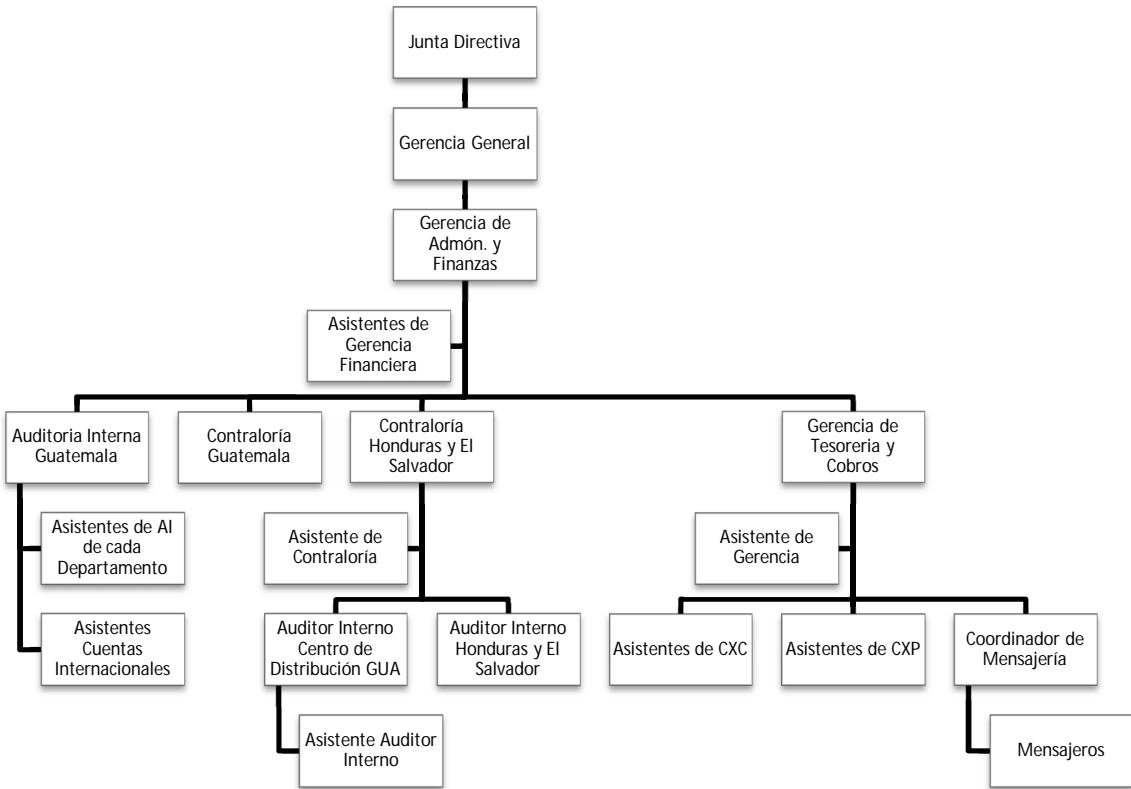 Junta Directiva
Gerencia General
Gerencia de
Admón. y
Finanzas
Asistentes de
Gerencia
Financiera
Auditoria Interna
Guatemala
Contraloría
Guatemala
Contraloría
Honduras y El
Salvador
Gerencia de
Tesoreria y
Cobros
Asistentes de AI
de cada
Departamento
Asistente de
Contraloría
Asistente de
Gerencia
Asistentes
Cuentas
Internacionales
Auditor Interno
Centro de
Distribución GUA
Auditor Interno
Honduras y El
Salvador
Asistentes de CXC
Asistentes de CXP
Coordinador de
Mensajería
Asistente Auditor
Interno
Mensajeros